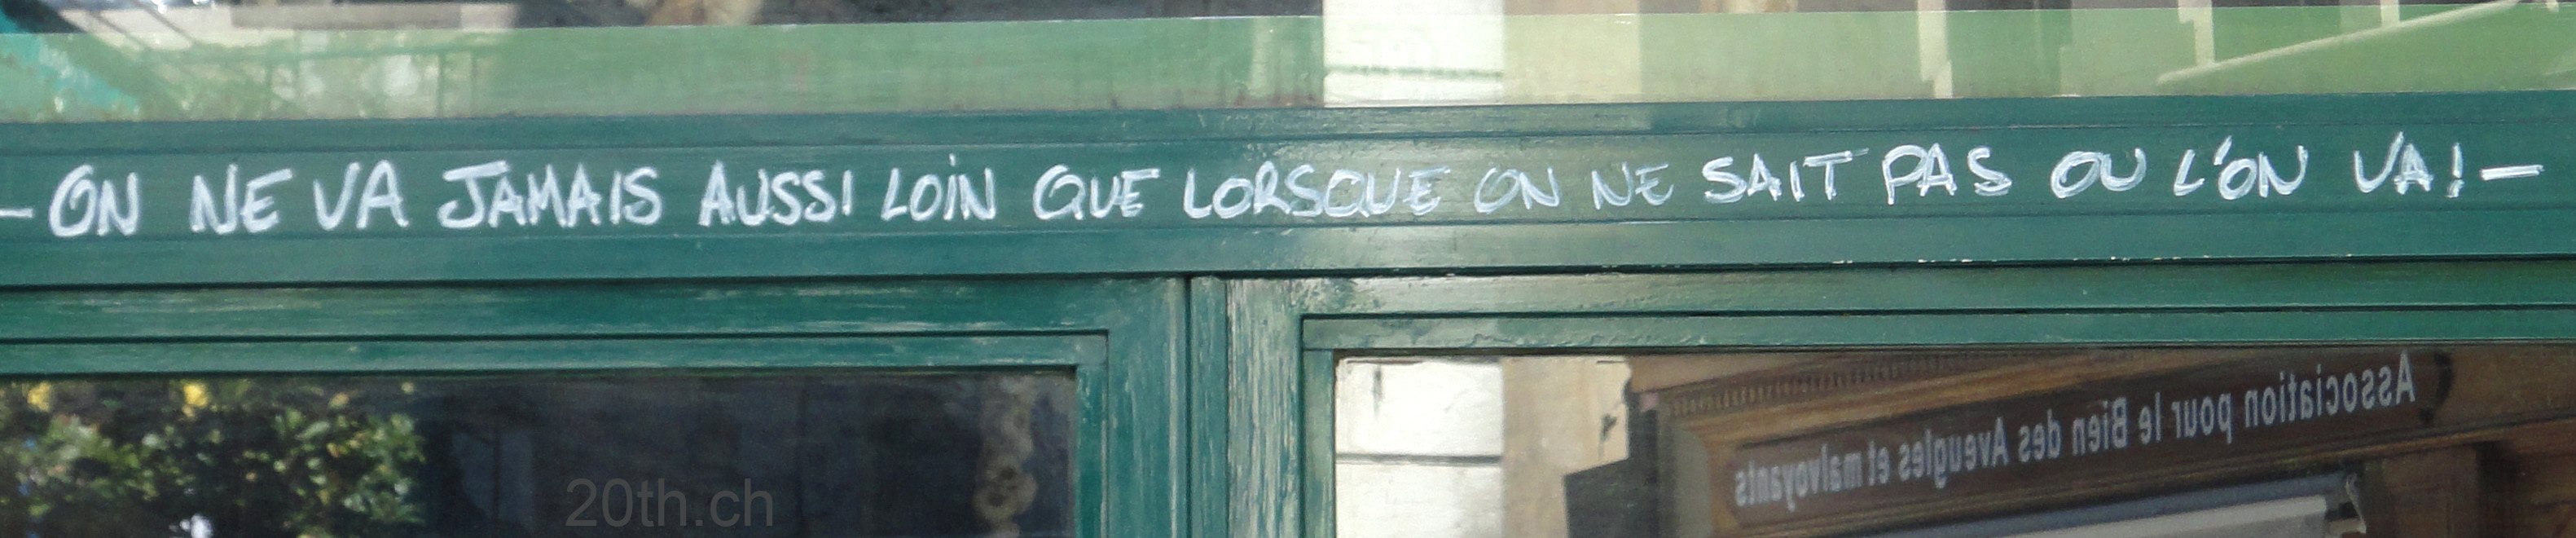 -ON NE VA JAMAIS AUSSI LOIN QUE LORSQUE ON NE SAIT PAS OU L'ON VA!-
Association pour le Bien des Aveugles et malvoyants
20th.ch